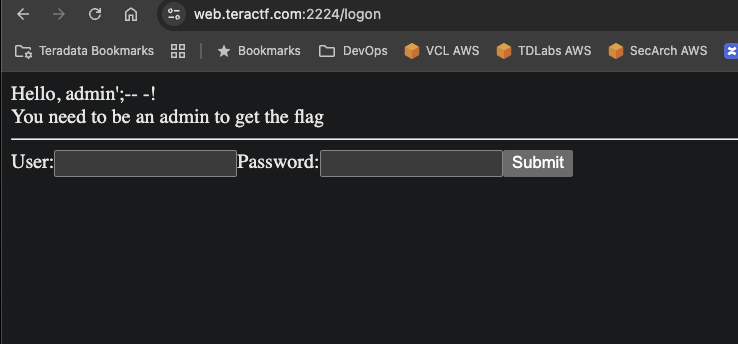 web.teractf.com:2224/logon
Teradata Bookmarks Bookmarks DevOps VCL AWS TDLabs AWS SecArch AWS
Hello, admin';-- -!
You need to be an admin to get the flag
User: Password: Submit